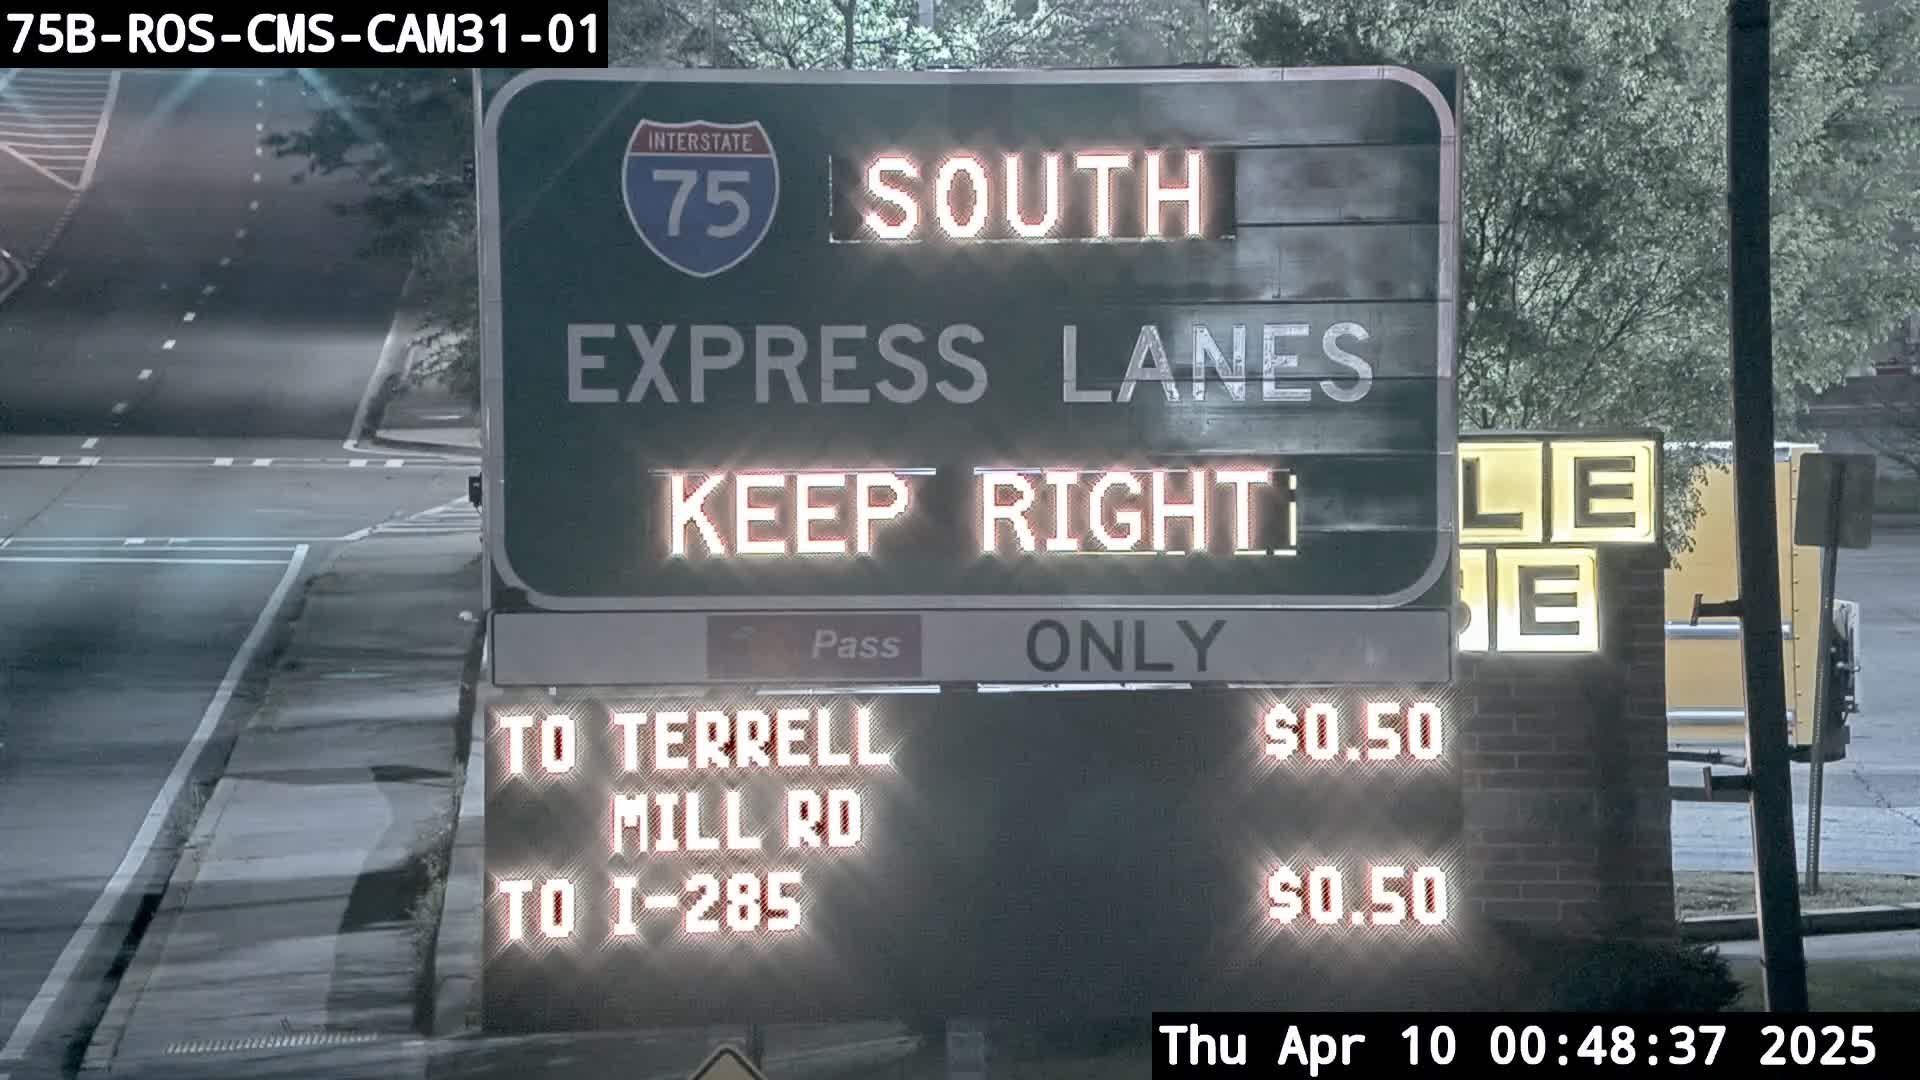 75B-ROS-CMS-CAM31-01
INTERSTATE
75
SOUTH
EXPRESS LANES
KEEP RIGHT
Pass ONLY
TO TERRELL $0.50
MILL RD
TO I-285 $0.50
LE
E
Thu Apr 10 00:48:37 2025